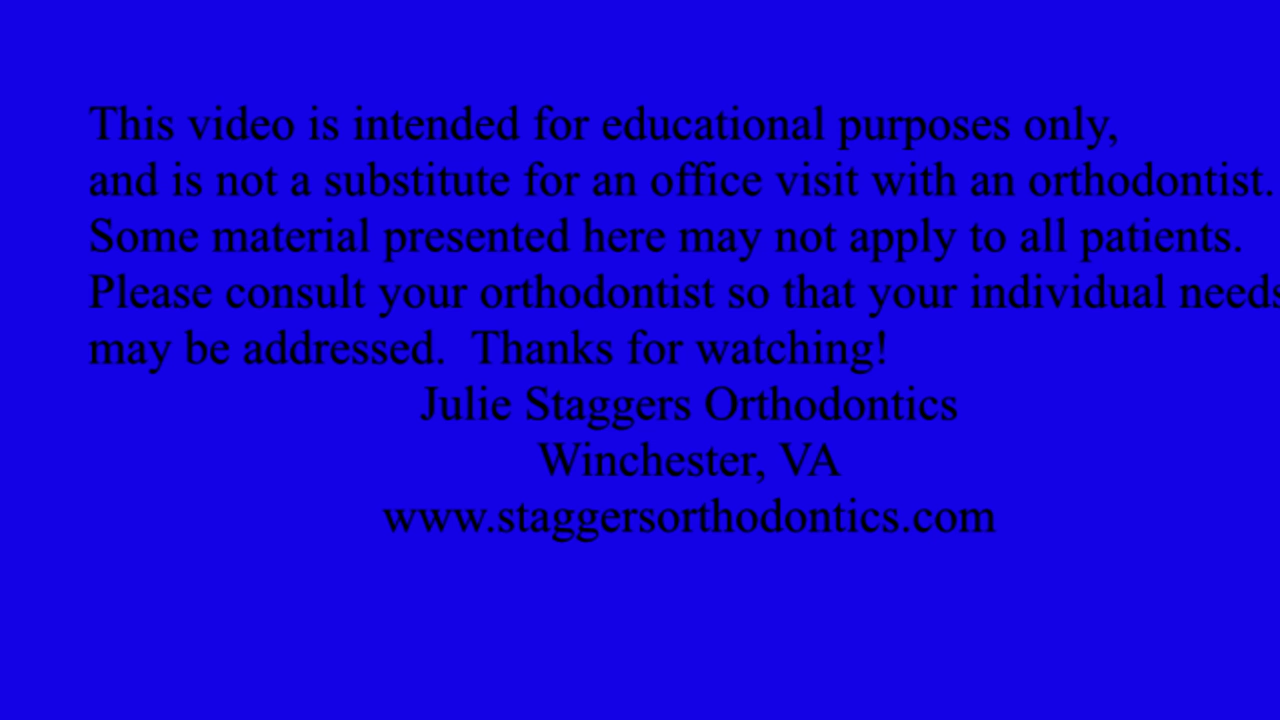 This video is intended for educational purposes only,
and is not a substitute for an office visit with an orthodontist.
Some material presented here may not apply to all patients.
Please consult your orthodontist so that your individual needs
may be addressed.  Thanks for watching!
Julie Staggers Orthodontics
Winchester, VA
www.staggersorthodontics.com